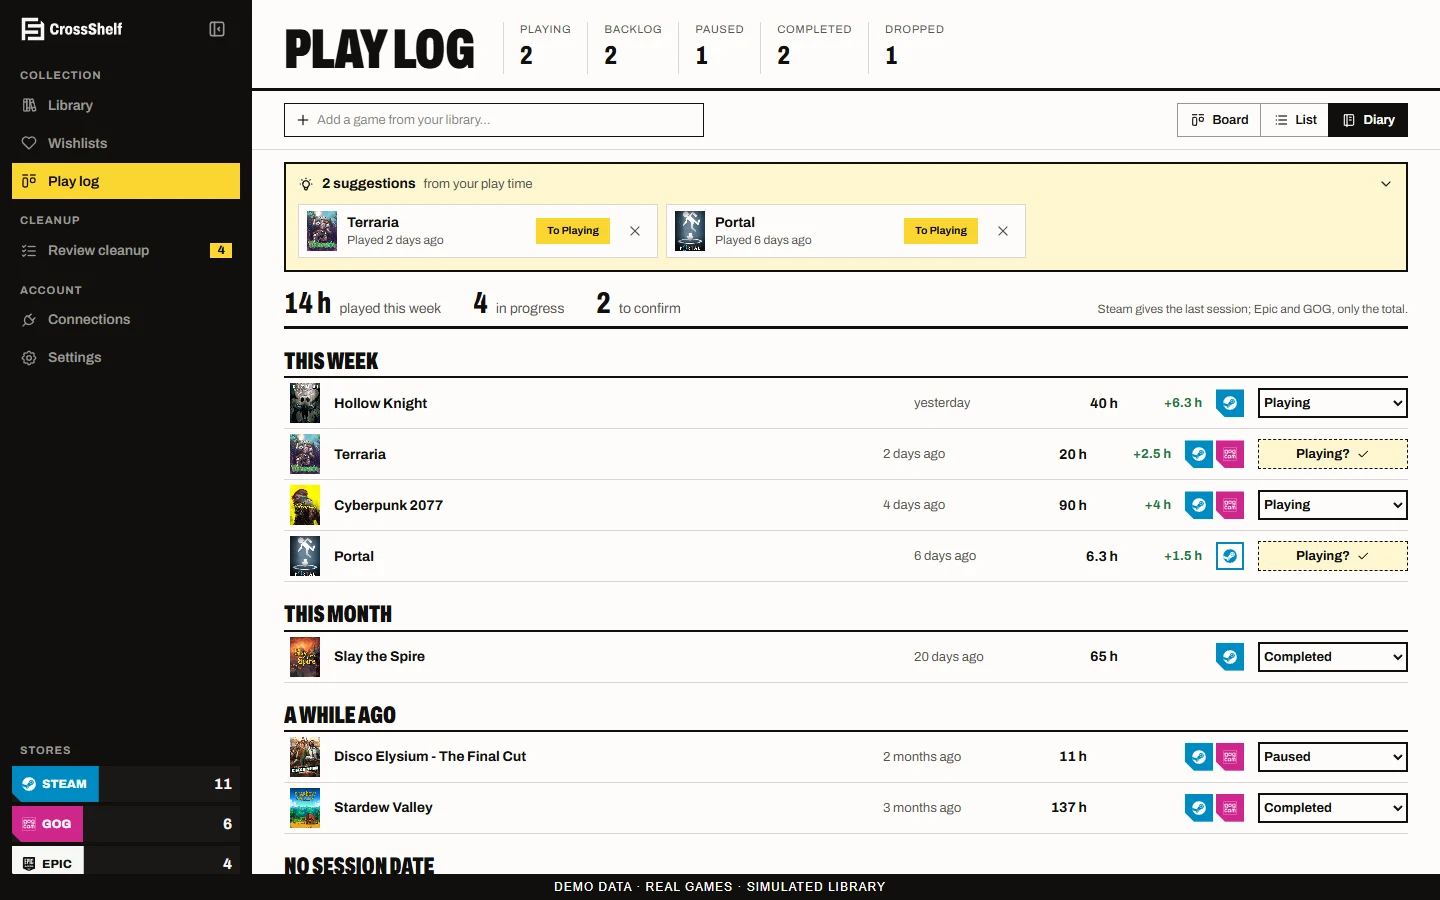 CrossShelf
COLLECTION
Library
Wishlists
Play log
CLEANUP
Review cleanup 4
ACCOUNT
Connections
Settings
STORES
STEAM 11
GOG 6
EPIC 4
PLAY LOG
PLAYING
2
BACKLOG
2
PAUSED
1
COMPLETED
2
DROPPED
1
Add a game from your library...
Board List Diary
2 suggestions from your play time
Terraria
Played 2 days ago
To Playing
Portal
Played 6 days ago
To Playing
14 h played this week 4 in progress 2 to confirm
Steam gives the last session; Epic and GOG, only the total.
THIS WEEK
Hollow Knight yesterday 40 h +6.3 h Playing
Terraria 2 days ago 20 h +2.5 h Playing?
Cyberpunk 2077 4 days ago 90 h +4 h Playing
Portal 6 days ago 6.3 h +1.5 h Playing?
THIS MONTH
Slay the Spire 20 days ago 65 h Completed
A WHILE AGO
Disco Elysium - The Final Cut 2 months ago 11 h Paused
Stardew Valley 3 months ago 137 h Completed
NO SESSION DATE
DEMO DATA · REAL GAMES · SIMULATED LIBRARY